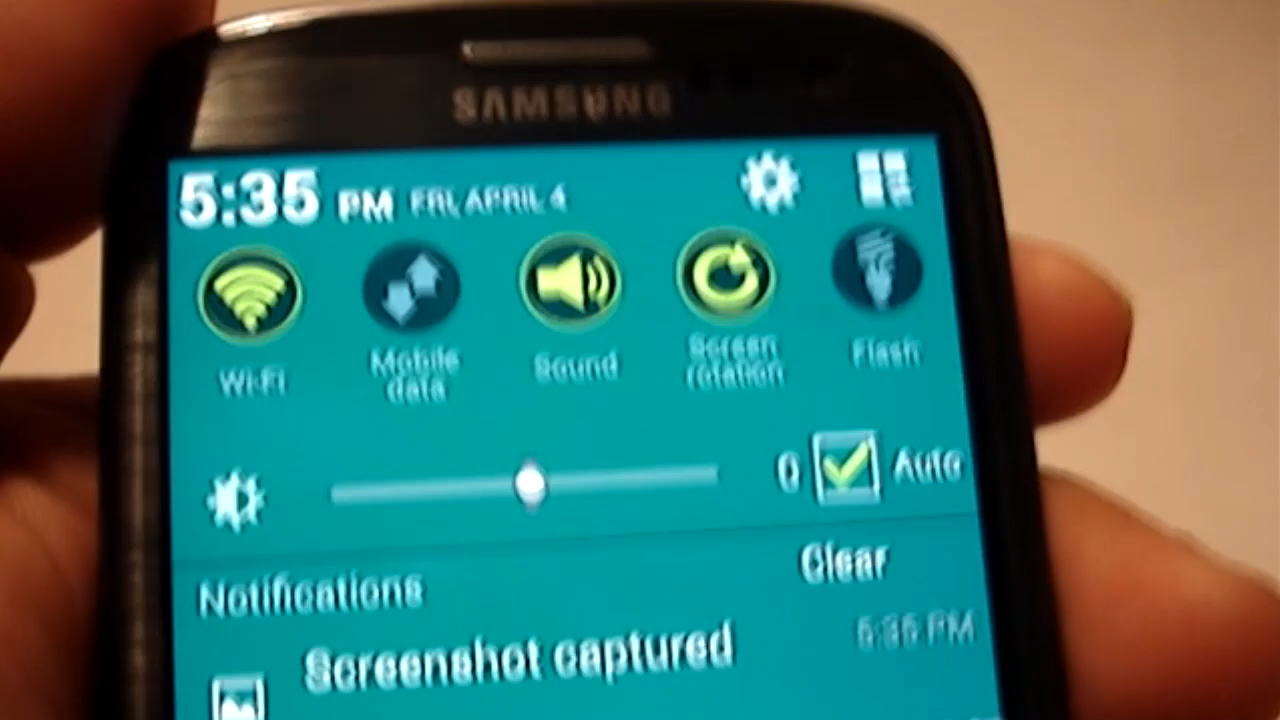 SAMSUNG
5:35 PM FRI, APRIL 4
Wi-Fi
Mobile data
Sound
Screen rotation
Flash
0
Auto
Notifications
Clear
Screenshot captured
5:35 PM